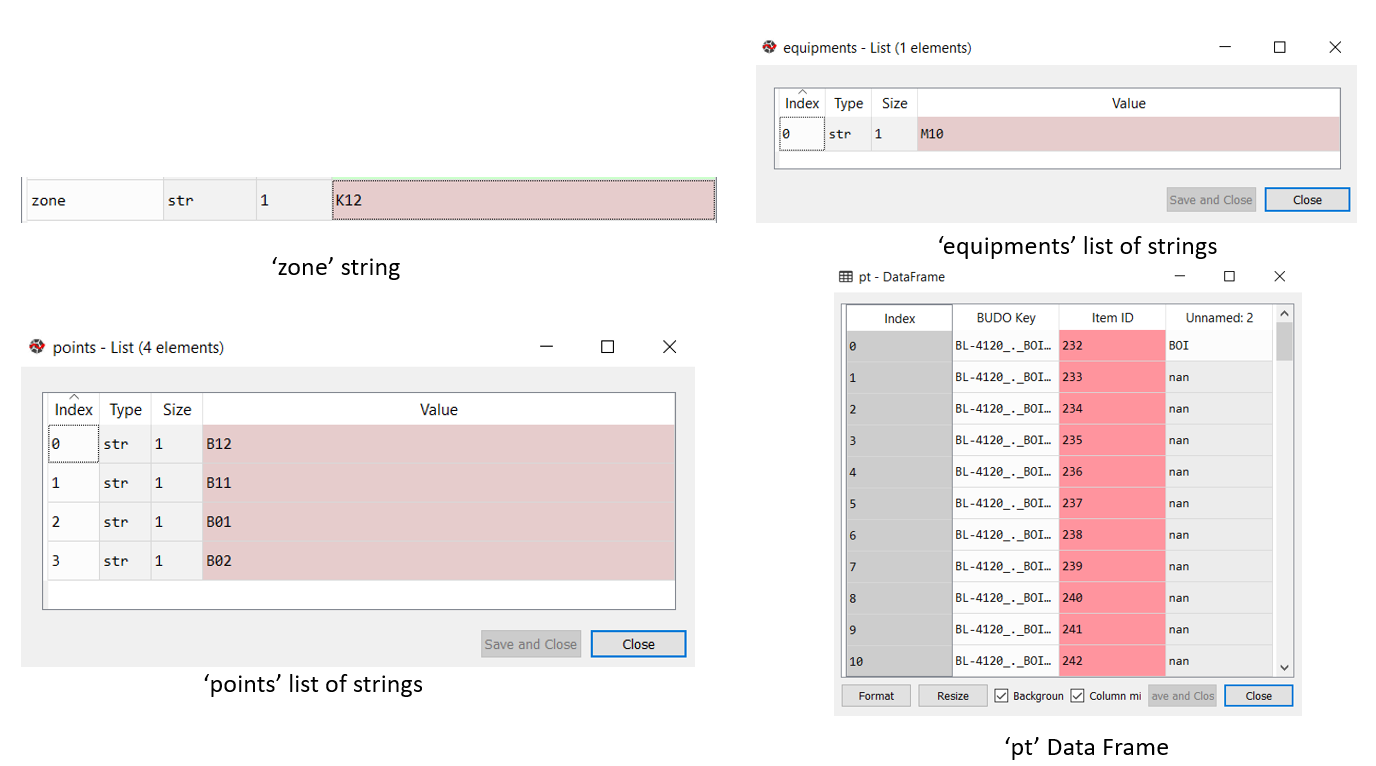 zone str 1 K12
‘zone’ string
points - List (4 elements)
Index Type Size Value
0 str 1 B12
1 str 1 B11
2 str 1 B01
3 str 1 B02
Save and Close Close
‘points’ list of strings
equipments - List (1 elements)
Index Type Size Value
0 str 1 M10
Save and Close Close
‘equipments’ list of strings
pt - DataFrame
Index BUDO Key Item ID Unnamed: 2
0 BL-4120_._BOI… 232 BOI
1 BL-4120_._BOI… 233 nan
2 BL-4120_._BOI… 234 nan
3 BL-4120_._BOI… 235 nan
4 BL-4120_._BOI… 236 nan
5 BL-4120_._BOI… 237 nan
6 BL-4120_._BOI… 238 nan
7 BL-4120_._BOI… 239 nan
8 BL-4120_._BOI… 240 nan
9 BL-4120_._BOI… 241 nan
10 BL-4120_._BOI… 242 nan
Format Resize Backgroun Column mi ave and Clos Close
‘pt’ Data Frame